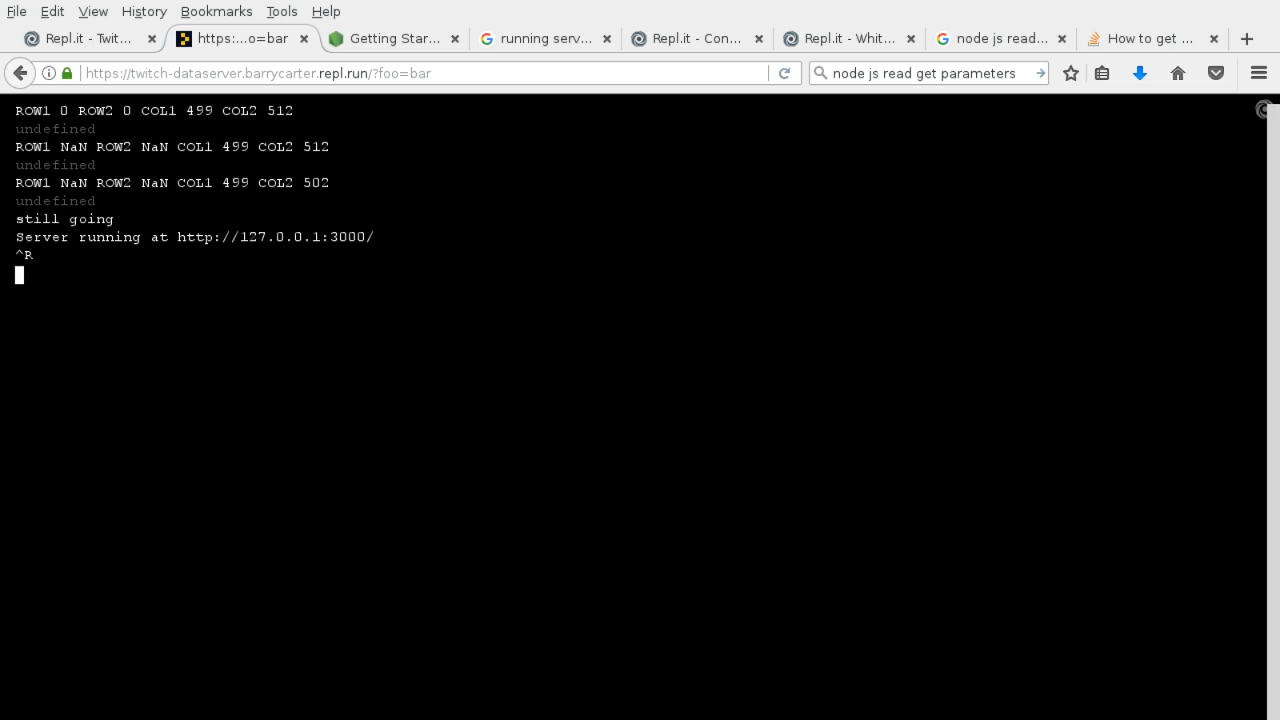 File Edit View History Bookmarks Tools Help
Repl.it - Twit... × https:...o=bar × Getting Star... × running serv... × Repl.it - Con... × Repl.it - Whit... × node js read... × How to get ... × +
https://twitch-dataserver.barrycarter.repl.run/?foo=bar node js read get parameters
ROW1 0 ROW2 0 COL1 499 COL2 512
undefined
ROW1 NaN ROW2 NaN COL1 499 COL2 512
undefined
ROW1 NaN ROW2 NaN COL1 499 COL2 502
undefined
still going
Server running at http://127.0.0.1:3000/
^R